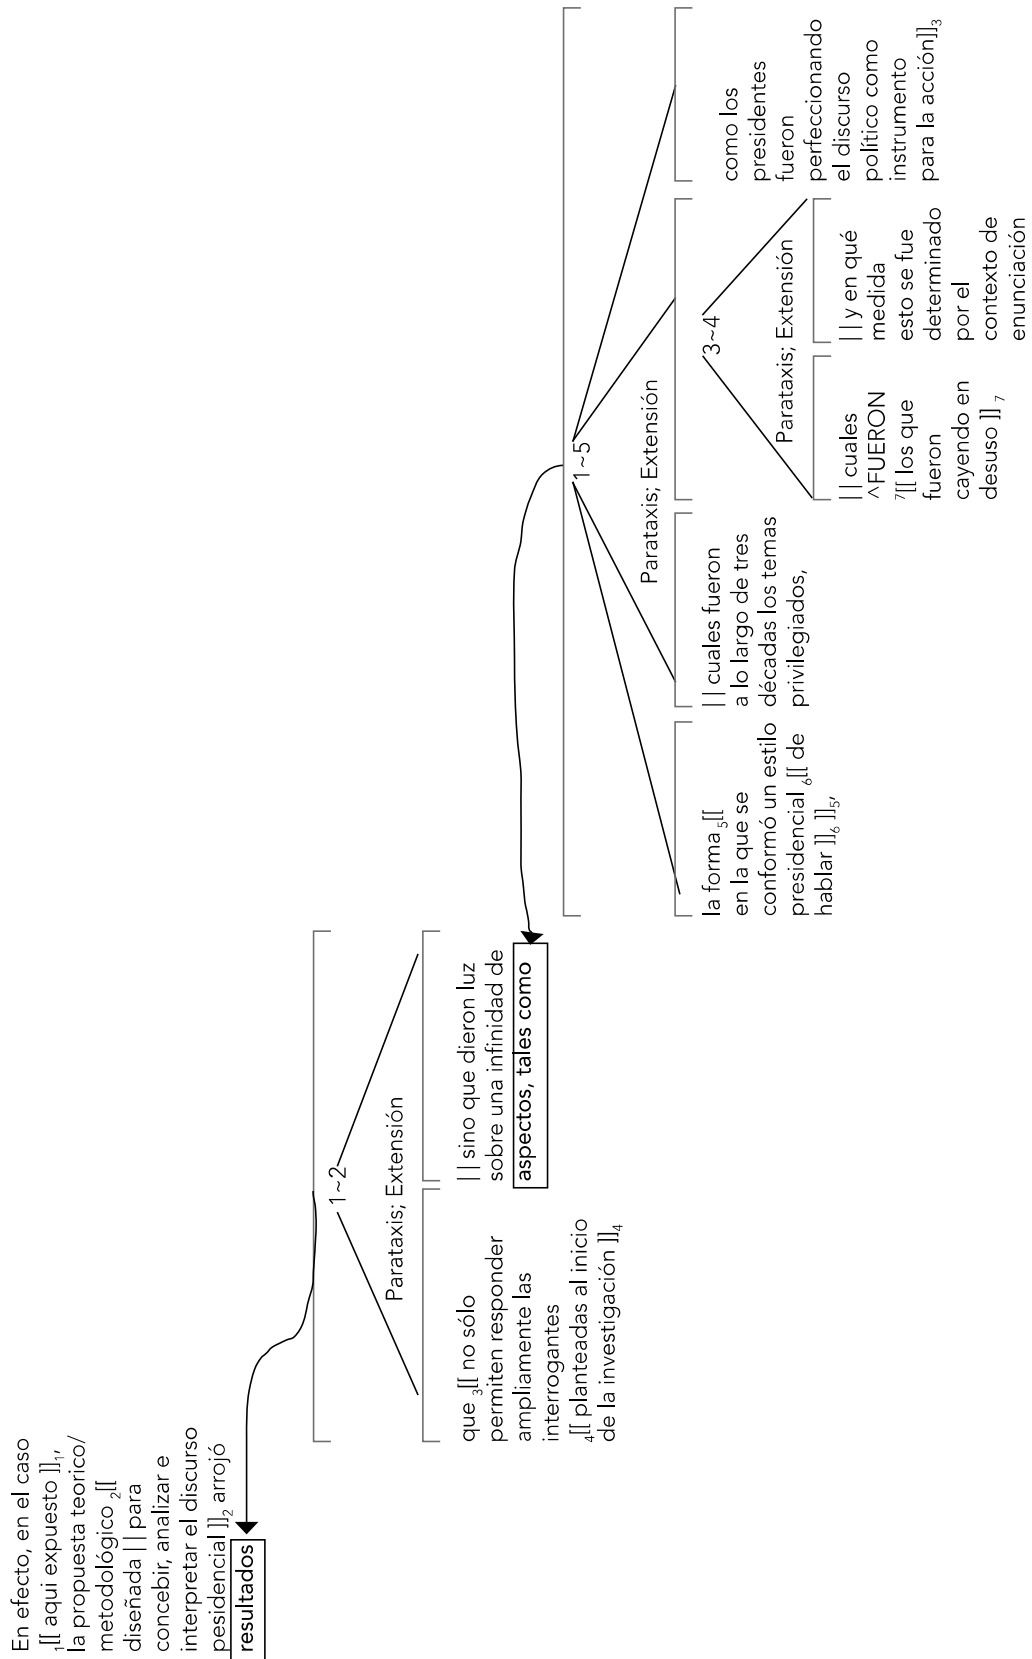 En efecto, en el caso
₁[[ aqui expuesto ]]₁,
la propuesta teorico/
metodológico ₂[[
diseñada || para
concebir, analizar e
interpretar el discurso
pesidencial ]]₂ arrojó
resultados
1~2
Parataxis; Extensión
que ₃[[ no sólo
permiten responder
ampliamente las
interrogantes
₄[[ planteadas al inicio
de la investigación ]]₄
|| sino que dieron luz
sobre una infinidad de
aspectos, tales como
1~5
Parataxis; Extensión
la forma ₅[[
en la que se
conformó un estilo
presidencial ₆[[ de
hablar ]]₆ ]]₅,
|| cuales fueron
a lo largo de tres
décadas los temas
privilegiados,
3~4
Parataxis; Extensión
|| cuales
^FUERON
⁷[[ los que
fueron
cayendo en
desuso ]] ₇
|| y en qué
medida
esto se fue
determinado
por el
contexto de
enunciación
como los
presidentes
fueron
perfeccionando
el discurso
político como
instrumento
para la acción]]₃